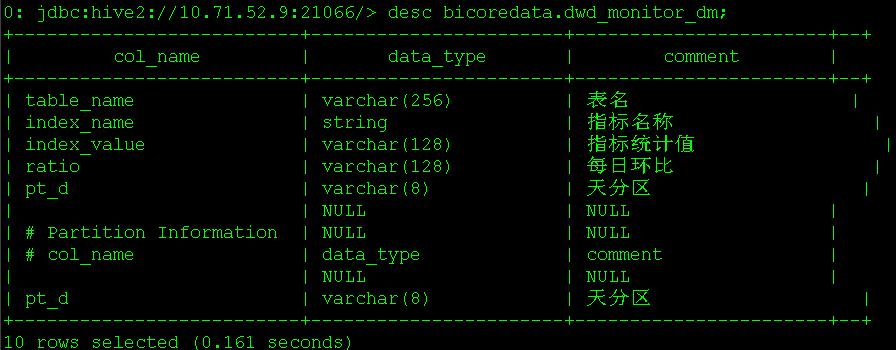 0: jdbc:hive2://10.71.52.9:21066/> desc bicoredata.dwd_monitor_dm;
+---------------------------+------------------------+------------------------+--+
| col_name | data_type | comment |
+---------------------------+------------------------+------------------------+--+
| table_name | varchar(256) | 表名 |
| index_name | string | 指标名称 |
| index_value | varchar(128) | 指标统计值 |
| ratio | varchar(128) | 每日环比 |
| pt_d | varchar(8) | 天分区 |
| | NULL | NULL |
| # Partition Information | NULL | NULL |
| # col_name | data_type | comment |
| | NULL | NULL |
| pt_d | varchar(8) | 天分区 |
+---------------------------+------------------------+------------------------+--+
10 rows selected (0.161 seconds)